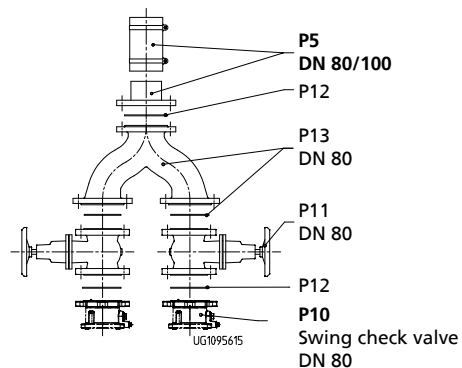 P5
DN 80/100
P12
P13
DN 80
P11
DN 80
P12
P10
Swing check valve
DN 80
UG1095615